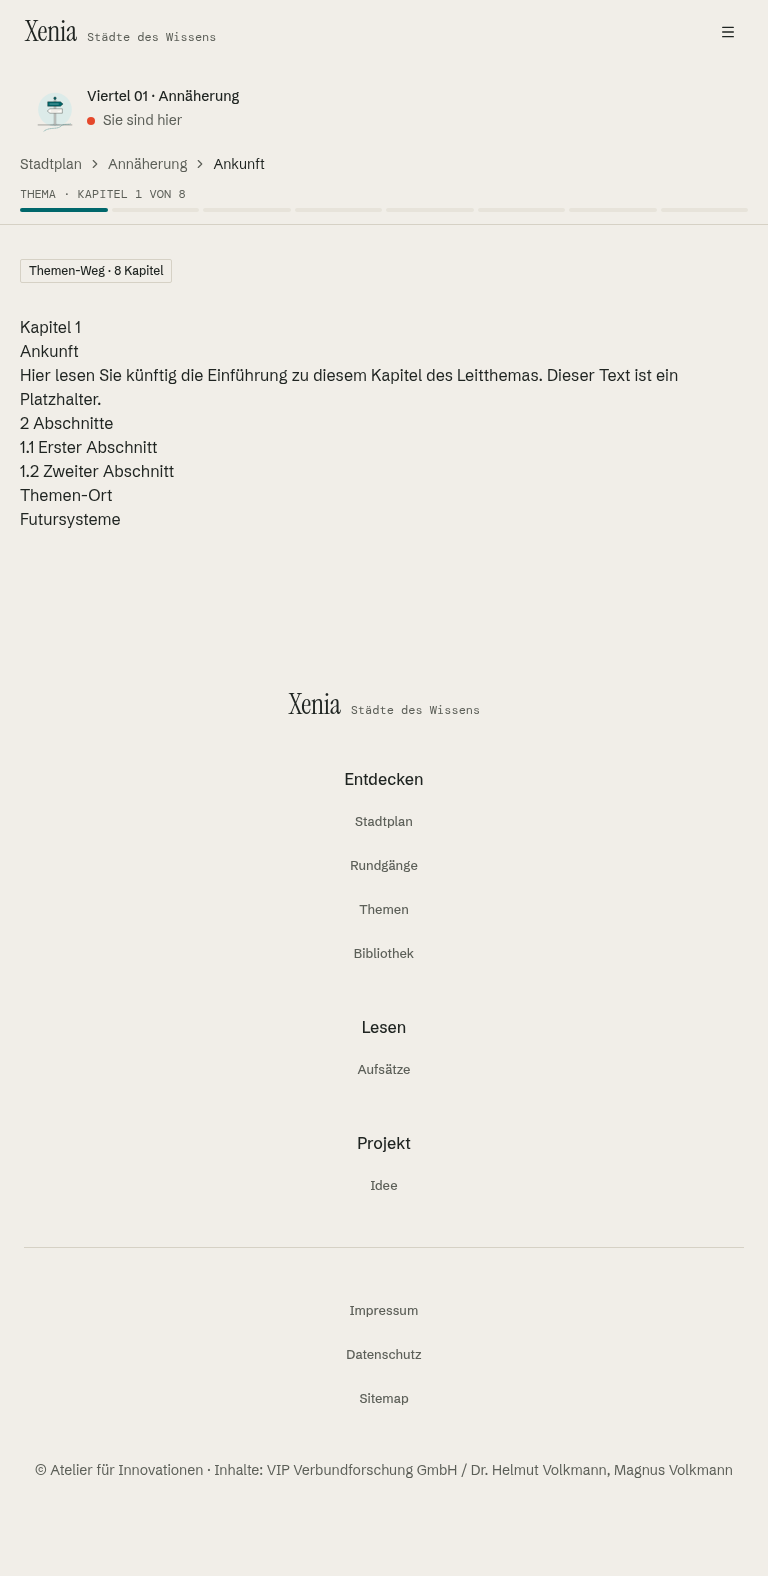 Xenia Städte des Wissens
Viertel 01 · Annäherung
Sie sind hier
Stadtplan > Annäherung > Ankunft
THEMA · KAPITEL 1 VON 8
Themen-Weg · 8 Kapitel
Kapitel 1
Ankunft
Hier lesen Sie künftig die Einführung zu diesem Kapitel des Leitthemas. Dieser Text ist ein
Platzhalter.
2 Abschnitte
1.1 Erster Abschnitt
1.2 Zweiter Abschnitt
Themen-Ort
Futursysteme
Xenia Städte des Wissens
Entdecken
Stadtplan
Rundgänge
Themen
Bibliothek
Lesen
Aufsätze
Projekt
Idee
Impressum
Datenschutz
Sitemap
© Atelier für Innovationen · Inhalte: VIP Verbundforschung GmbH / Dr. Helmut Volkmann, Magnus Volkmann